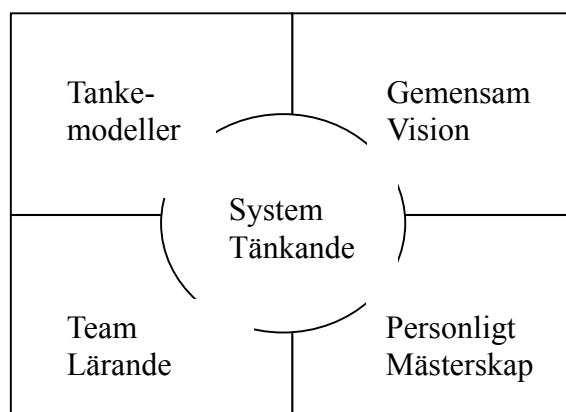 Tanke-
modeller
Gemensam
Vision
System
Tänkande
Team
Lärande
Personligt
Mästerskap